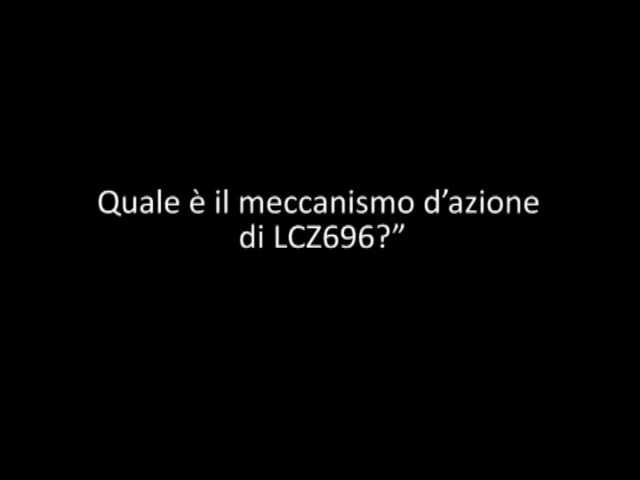 Quale è il meccanismo d’azione
di LCZ696?”